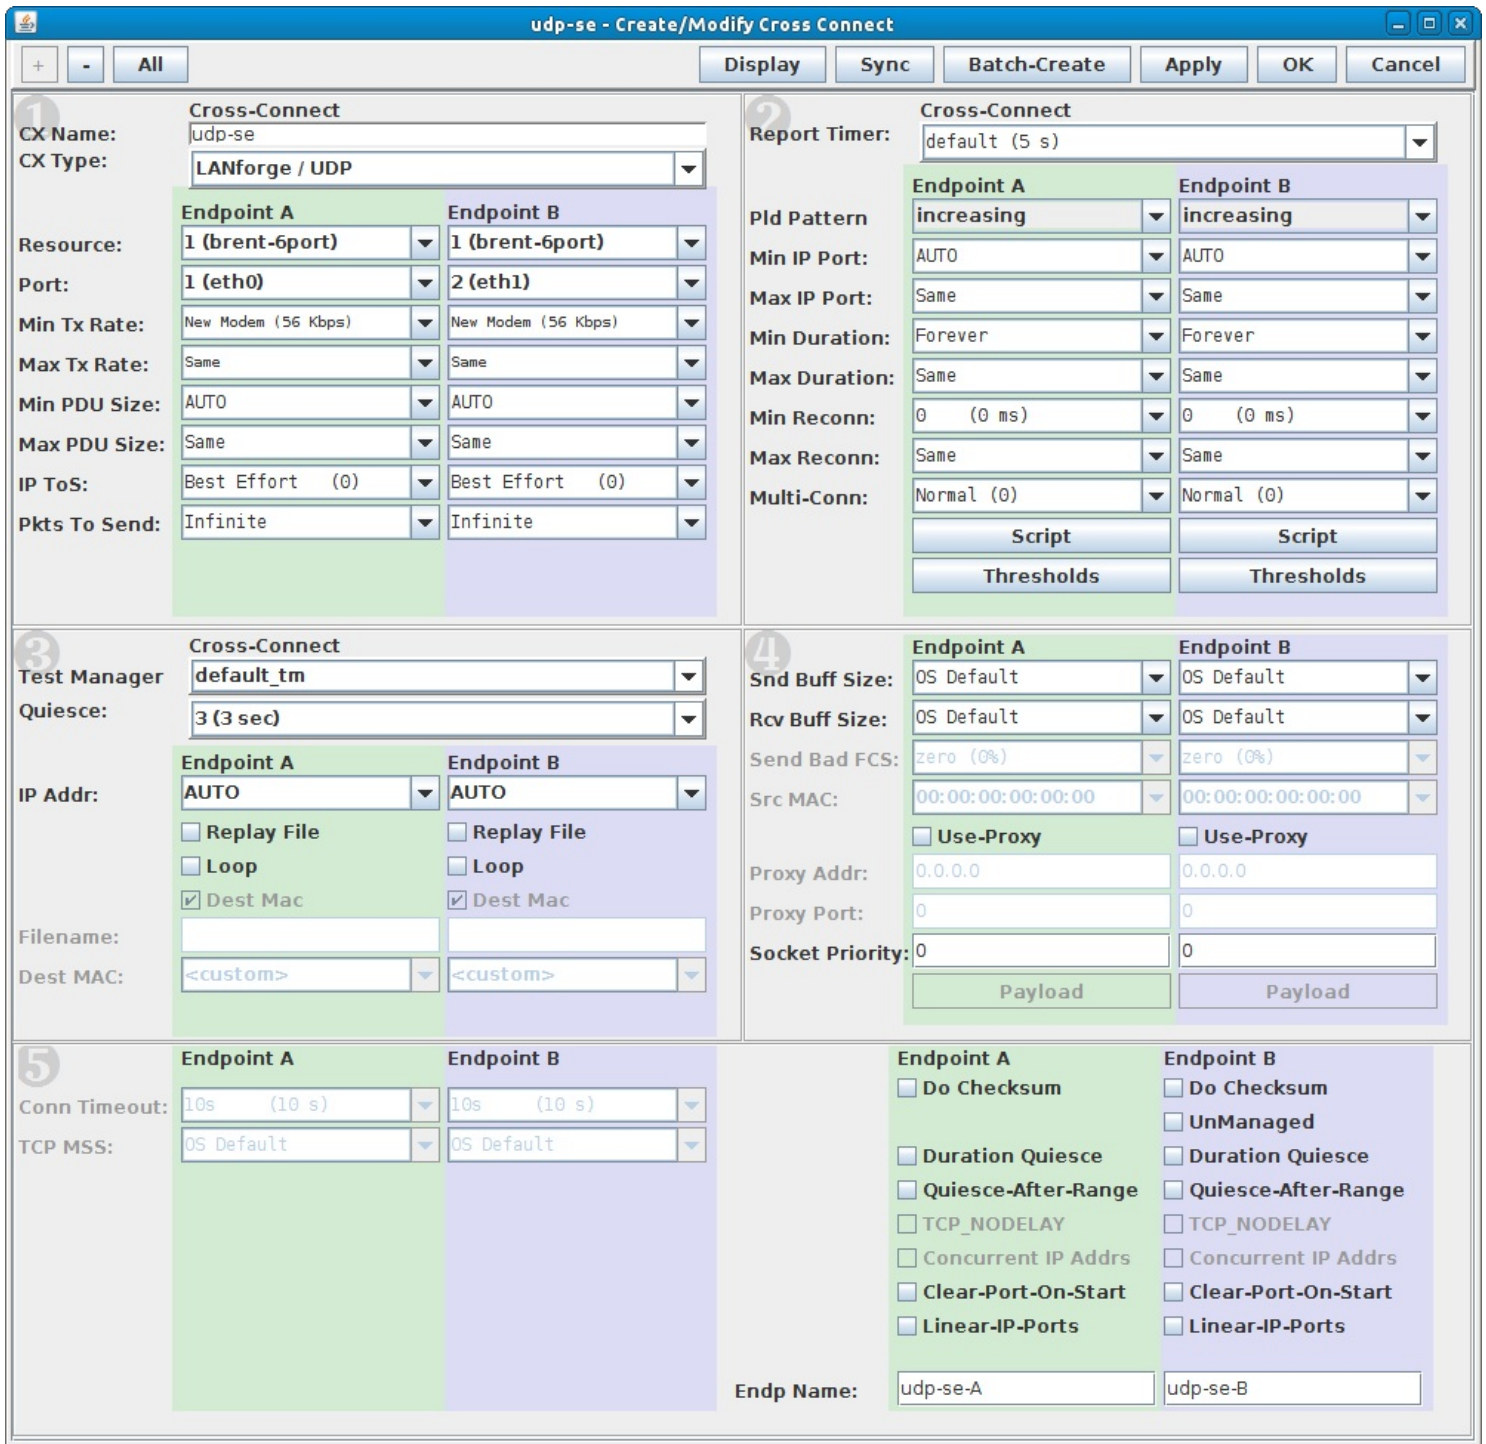 udp-se - Create/Modify Cross Connect
+ - All Display Sync Batch-Create Apply OK Cancel
1
Cross-Connect
CX Name: udp-se
CX Type: LANforge / UDP
Endpoint A Endpoint B
Resource: 1 (brent-6port) 1 (brent-6port)
Port: 1 (eth0) 2 (eth1)
Min Tx Rate: New Modem (56 Kbps) New Modem (56 Kbps)
Max Tx Rate: Same Same
Min PDU Size: AUTO AUTO
Max PDU Size: Same Same
IP ToS: Best Effort (0) Best Effort (0)
Pkts To Send: Infinite Infinite
2
Cross-Connect
Report Timer: default (5 s)
Endpoint A Endpoint B
Pld Pattern increasing increasing
Min IP Port: AUTO AUTO
Max IP Port: Same Same
Min Duration: Forever Forever
Max Duration: Same Same
Min Reconn: 0 (0 ms) 0 (0 ms)
Max Reconn: Same Same
Multi-Conn: Normal (0) Normal (0)
Script Script
Thresholds Thresholds
3
Cross-Connect
Test Manager default_tm
Quiesce: 3 (3 sec)
Endpoint A Endpoint B
IP Addr: AUTO AUTO
Replay File Replay File
Loop Loop
Dest Mac Dest Mac
Filename:
Dest MAC: <custom> <custom>
4
Endpoint A Endpoint B
Snd Buff Size: OS Default OS Default
Rcv Buff Size: OS Default OS Default
Send Bad FCS: zero (0%) zero (0%)
Src MAC: 00:00:00:00:00:00 00:00:00:00:00:00
Use-Proxy Use-Proxy
Proxy Addr: 0.0.0.0 0.0.0.0
Proxy Port: 0 0
Socket Priority: 0 0
Payload Payload
5
Endpoint A Endpoint B
Conn Timeout: 10s (10 s) 10s (10 s)
TCP MSS: OS Default OS Default
Endpoint A Endpoint B
Do Checksum Do Checksum
UnManaged
Duration Quiesce Duration Quiesce
Quiesce-After-Range Quiesce-After-Range
TCP_NODELAY TCP_NODELAY
Concurrent IP Addrs Concurrent IP Addrs
Clear-Port-On-Start Clear-Port-On-Start
Linear-IP-Ports Linear-IP-Ports
Endp Name: udp-se-A udp-se-B